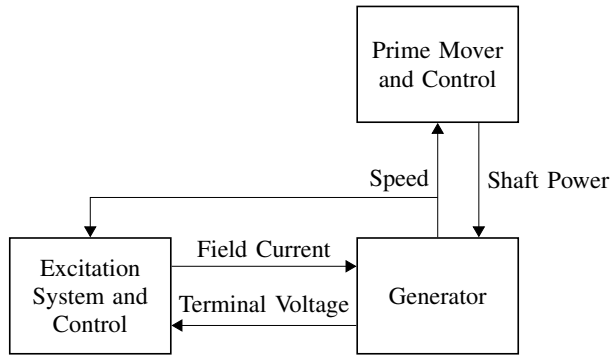 Prime Mover
and Control
Speed
Shaft Power
Excitation
System and
Control
Field Current
Terminal Voltage
Generator